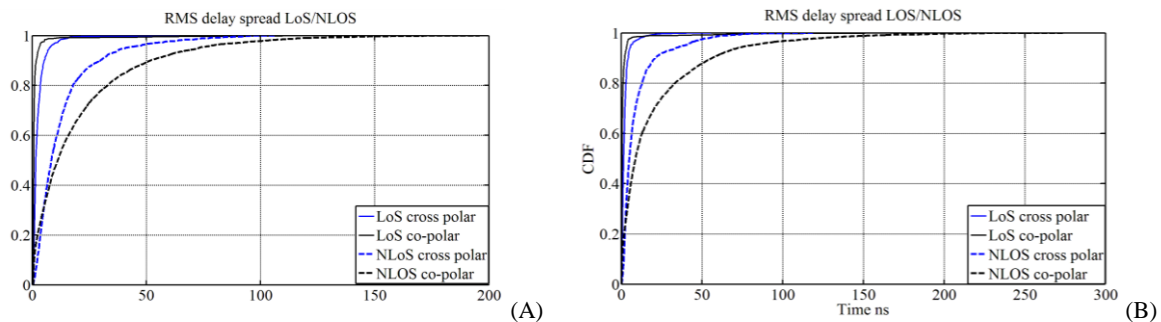 RMS delay spread LoS/NLOS
1
0.8
0.6
0.4
0.2
0
0 50 100 150 200
LoS cross polar
LoS co-polar
NLoS cross polar
NLOS co-polar
(A)
RMS delay spread LOS/NLOS
CDF
1
0.8
0.6
0.4
0.2
0
0 50 100 150 200 250 300
Time ns
LoS cross polar
LoS co-polar
NLOS cross polar
NLOS co-polar
(B)